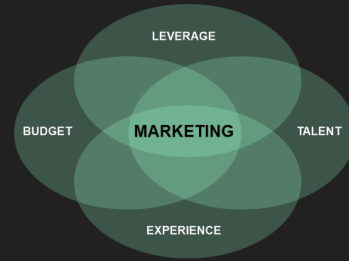 LEVERAGE
BUDGET
MARKETING
TALENT
EXPERIENCE